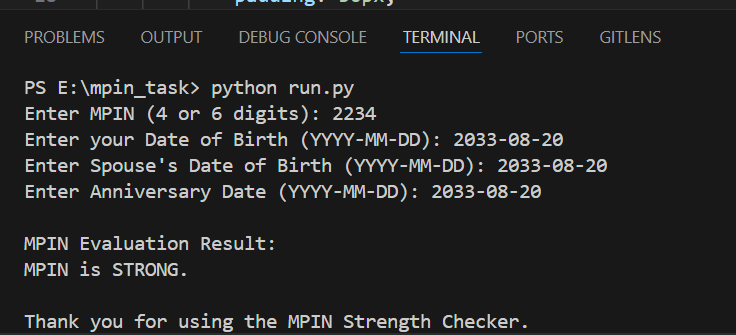 PROBLEMS OUTPUT DEBUG CONSOLE TERMINAL PORTS GITLENS
PS E:\mpin_task> python run.py
Enter MPIN (4 or 6 digits): 2234
Enter your Date of Birth (YYYY-MM-DD): 2033-08-20
Enter Spouse's Date of Birth (YYYY-MM-DD): 2033-08-20
Enter Anniversary Date (YYYY-MM-DD): 2033-08-20
MPIN Evaluation Result:
MPIN is STRONG.
Thank you for using the MPIN Strength Checker.